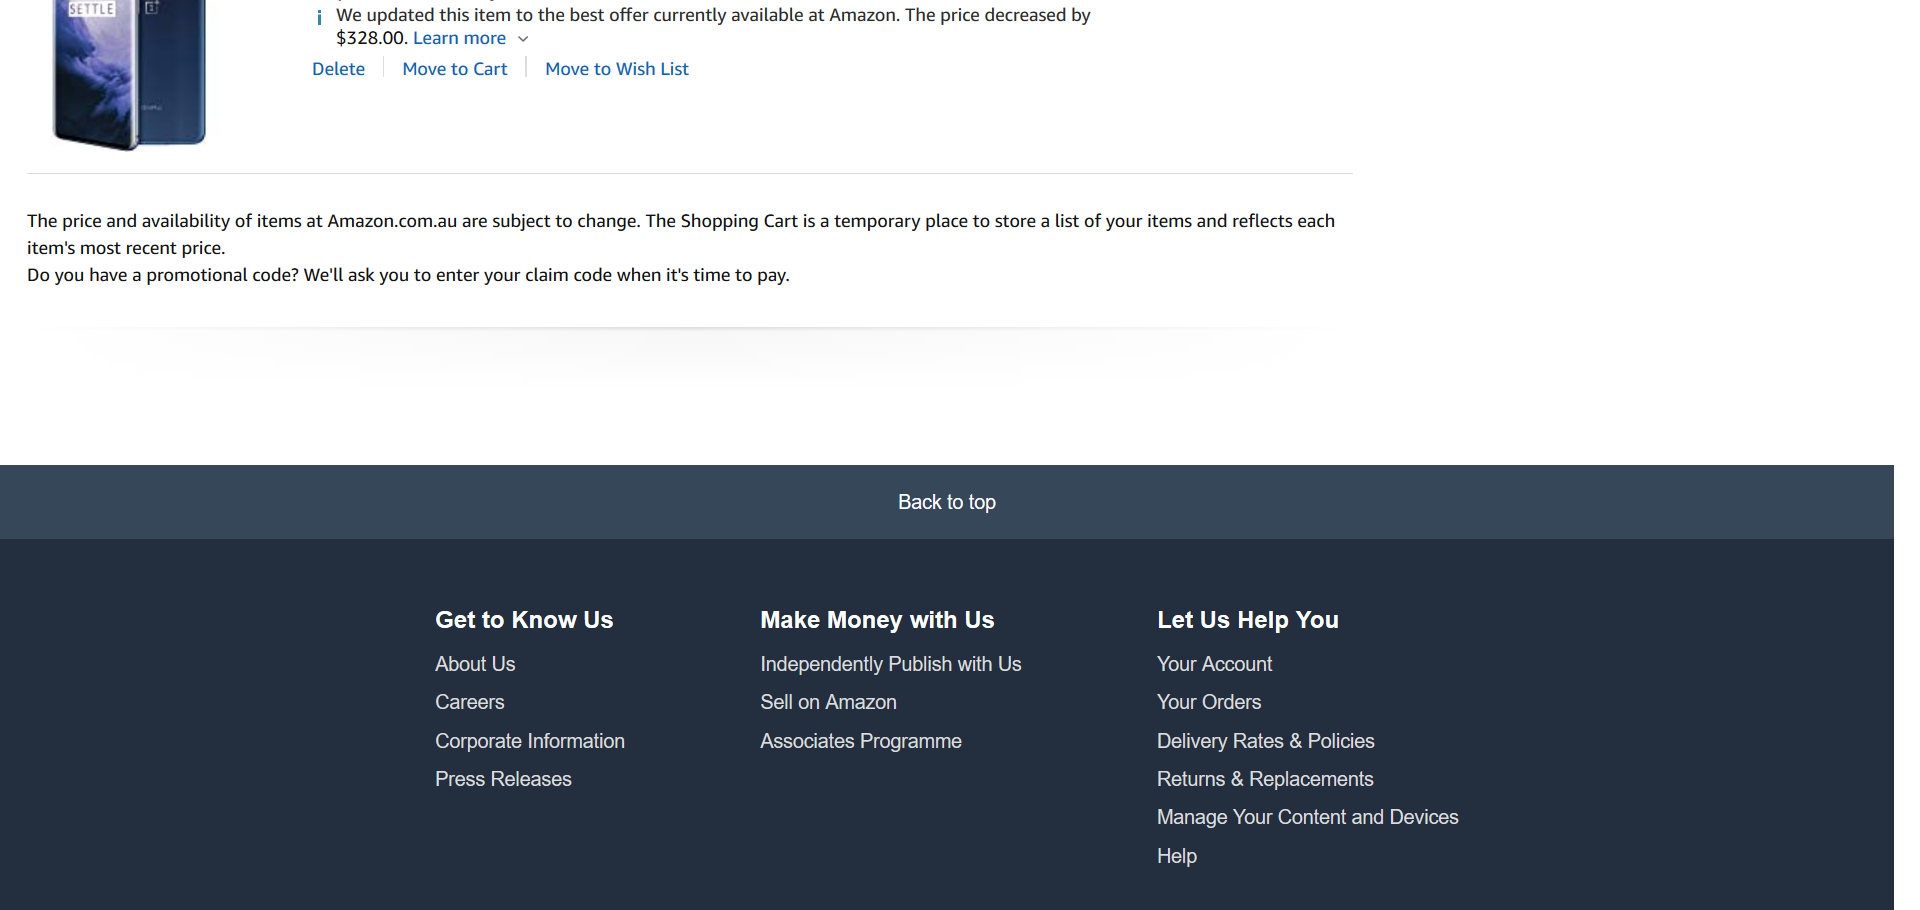 SETTLE
We updated this item to the best offer currently available at Amazon. The price decreased by
$328.00. Learn more
Delete
Move to Cart
Move to Wish List
The price and availability of items at Amazon.com.au are subject to change. The Shopping Cart is a temporary place to store a list of your items and reflects each
item's most recent price.
Do you have a promotional code? We'll ask you to enter your claim code when it's time to pay.
Back to top
Get to Know Us
About Us
Careers
Corporate Information
Press Releases
Make Money with Us
Independently Publish with Us
Sell on Amazon
Associates Programme
Let Us Help You
Your Account
Your Orders
Delivery Rates & Policies
Returns & Replacements
Manage Your Content and Devices
Help